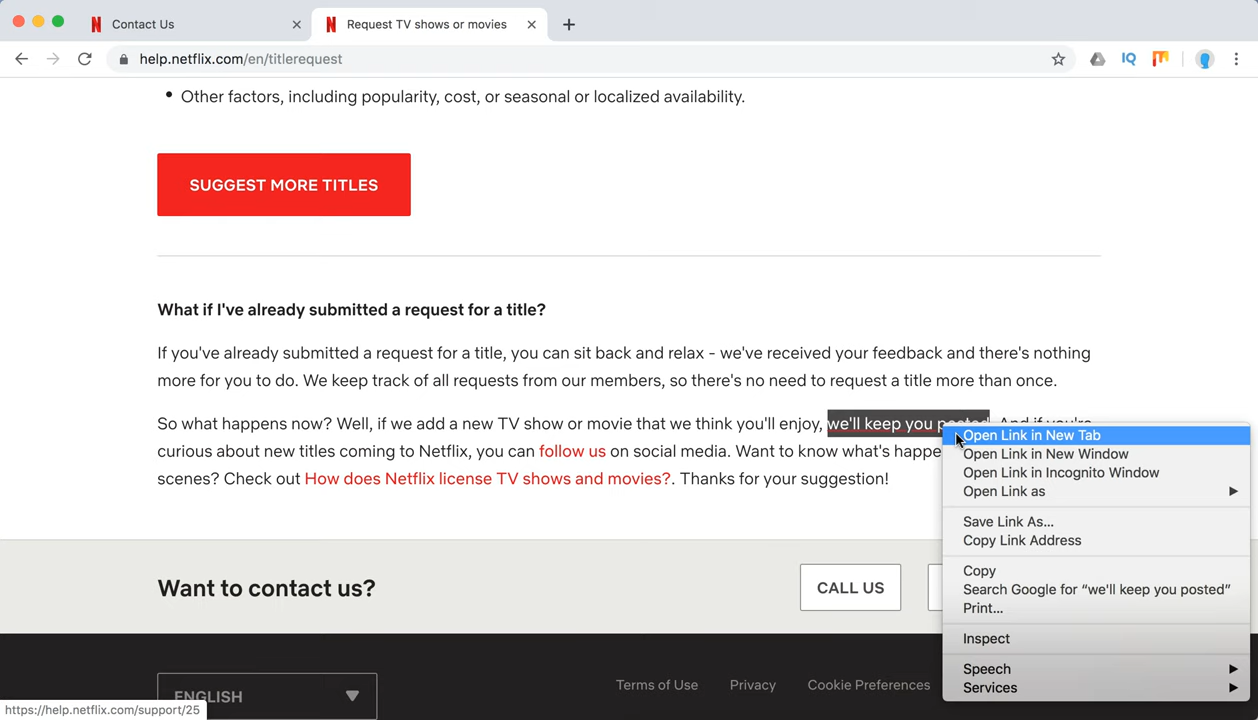 Contact Us
Request TV shows or movies
help.netflix.com/en/titlerequest
IQ
Other factors, including popularity, cost, or seasonal or localized availability.
SUGGEST MORE TITLES
What if I've already submitted a request for a title?
If you've already submitted a request for a title, you can sit back and relax - we've received your feedback and there's nothing
more for you to do. We keep track of all requests from our members, so there's no need to request a title more than once.
So what happens now? Well, if we add a new TV show or movie that we think you'll enjoy, we'll keep you posted. And if you're
curious about new titles coming to Netflix, you can follow us on social media. Want to know what's happe
scenes? Check out How does Netflix license TV shows and movies?. Thanks for your suggestion!
Open Link in New Tab
Open Link in New Window
Open Link in Incognito Window
Open Link as
Save Link As...
Copy Link Address
Copy
Search Google for “we'll keep you posted”
Print...
Inspect
Speech
Services
Want to contact us?
CALL US
ENGLISH
Terms of Use
Privacy
Cookie Preferences
https://help.netflix.com/support/25